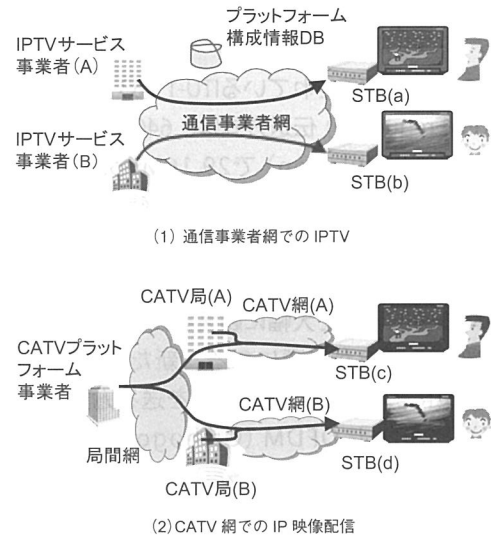 プラットフォーム
構成情報DB
IPTVサービス
事業者(A)
STB(a)
通信事業者網
IPTVサービス
事業者(B)
STB(b)
(1) 通信事業者網での IPTV
CATV局(A)
CATV網(A)
CATVプラット
フォーム
事業者
STB(c)
CATV網(B)
局間網
STB(d)
CATV局(B)
(2)CATV 網での IP 映像配信